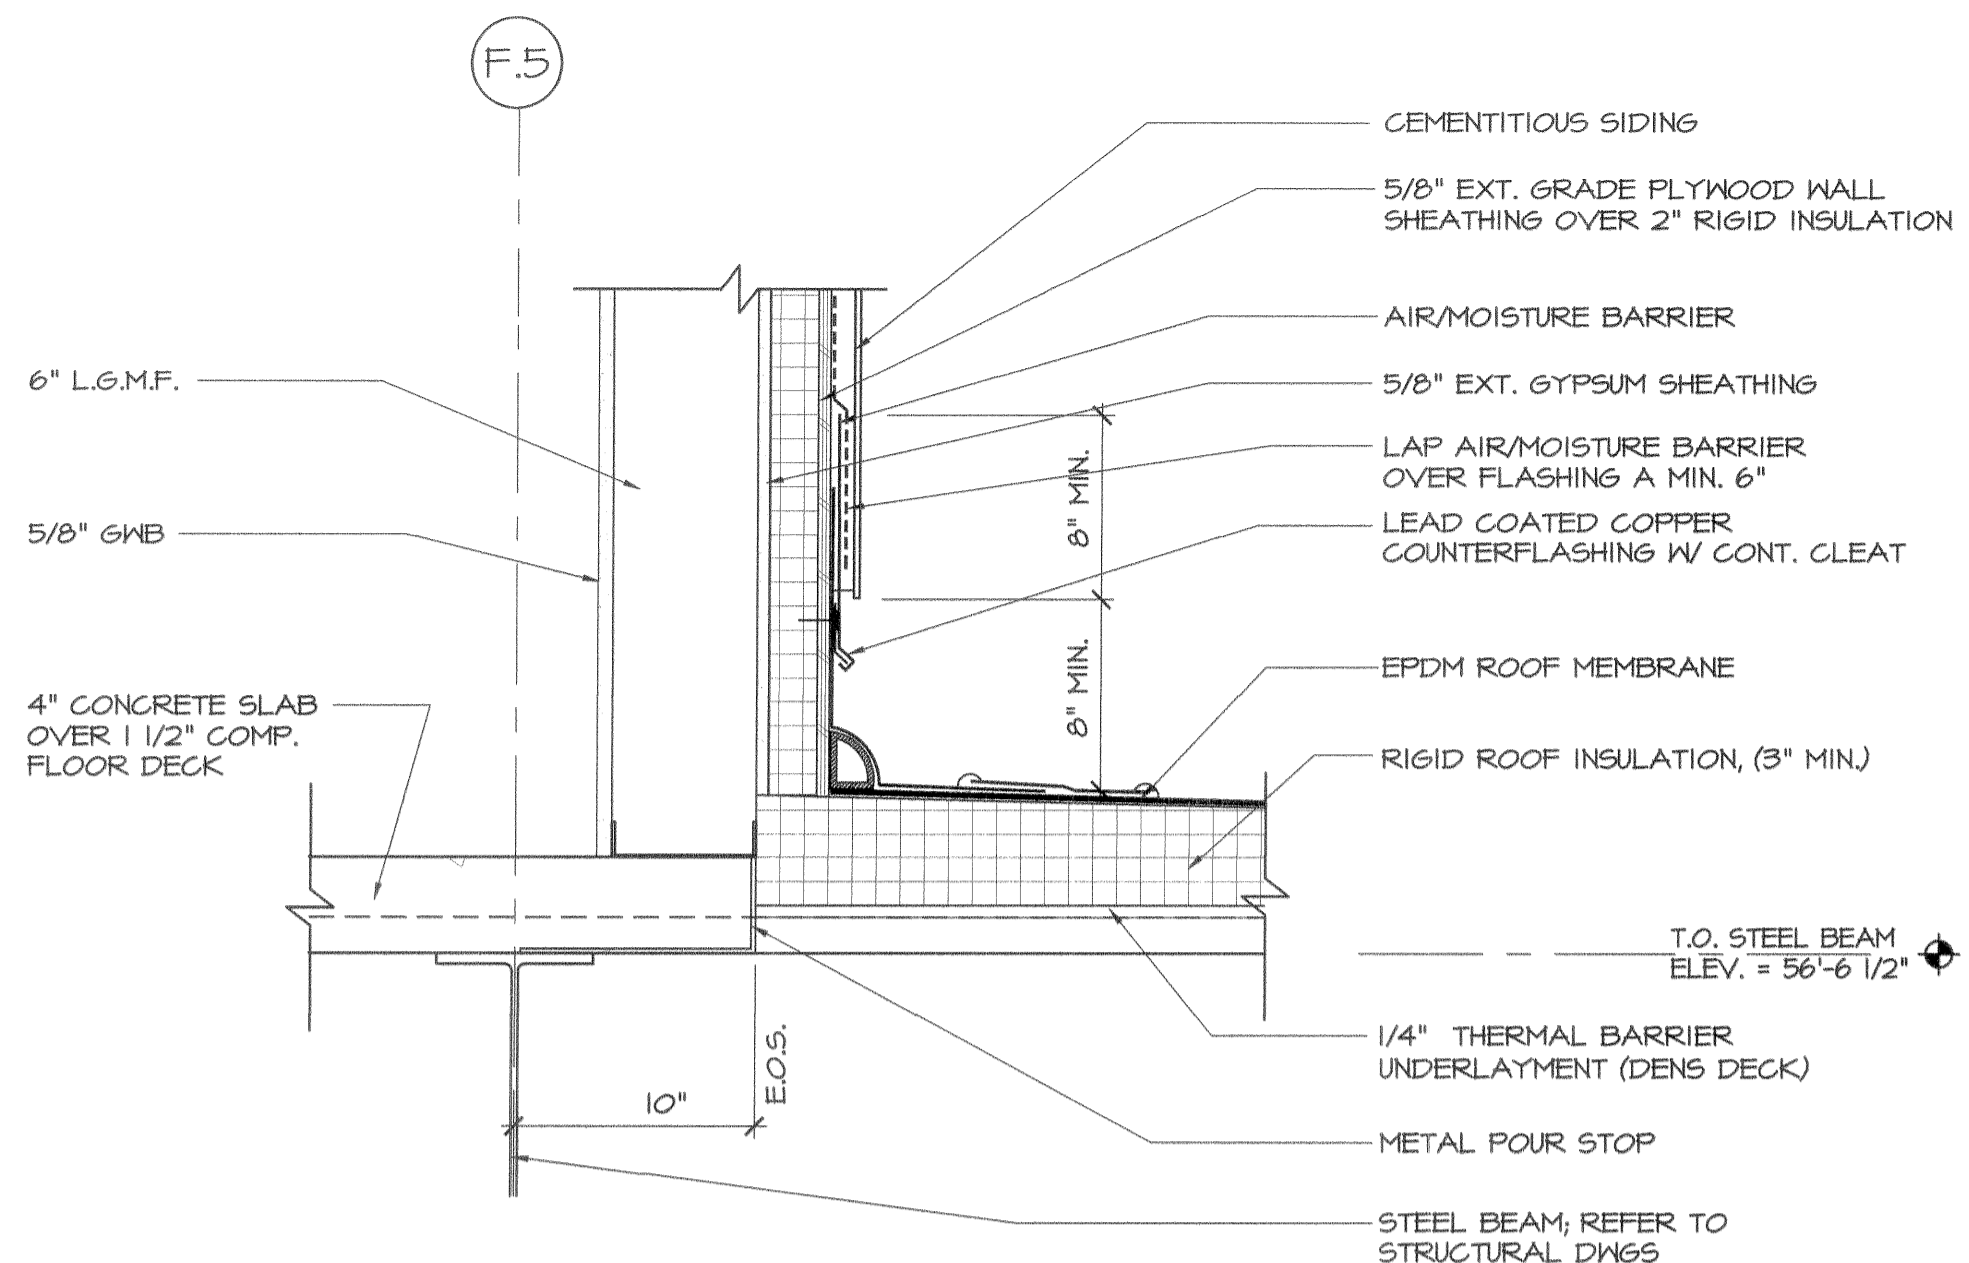 F.5
CEMENTITIOUS SIDING
5/8" EXT. GRADE PLYWOOD WALL
SHEATHING OVER 2" RIGID INSULATION
AIR/MOISTURE BARRIER
6" L.G.M.F.
5/8" EXT. GYPSUM SHEATHING
LAP AIR/MOISTURE BARRIER
OVER FLASHING A MIN. 6"
8" MIN.
5/8" GWB
LEAD COATED COPPER
COUNTERFLASHING W/ CONT. CLEAT
EPDM ROOF MEMBRANE
8" MIN.
4" CONCRETE SLAB
OVER 1 1/2" COMP.
FLOOR DECK
RIGID ROOF INSULATION, (3" MIN.)
T.O. STEEL BEAM
ELEV. = 56'-6 1/2"
1/4" THERMAL BARRIER
UNDERLAYMENT (DENS DECK)
E.O.S.
10"
METAL POUR STOP
STEEL BEAM; REFER TO
STRUCTURAL DWGS